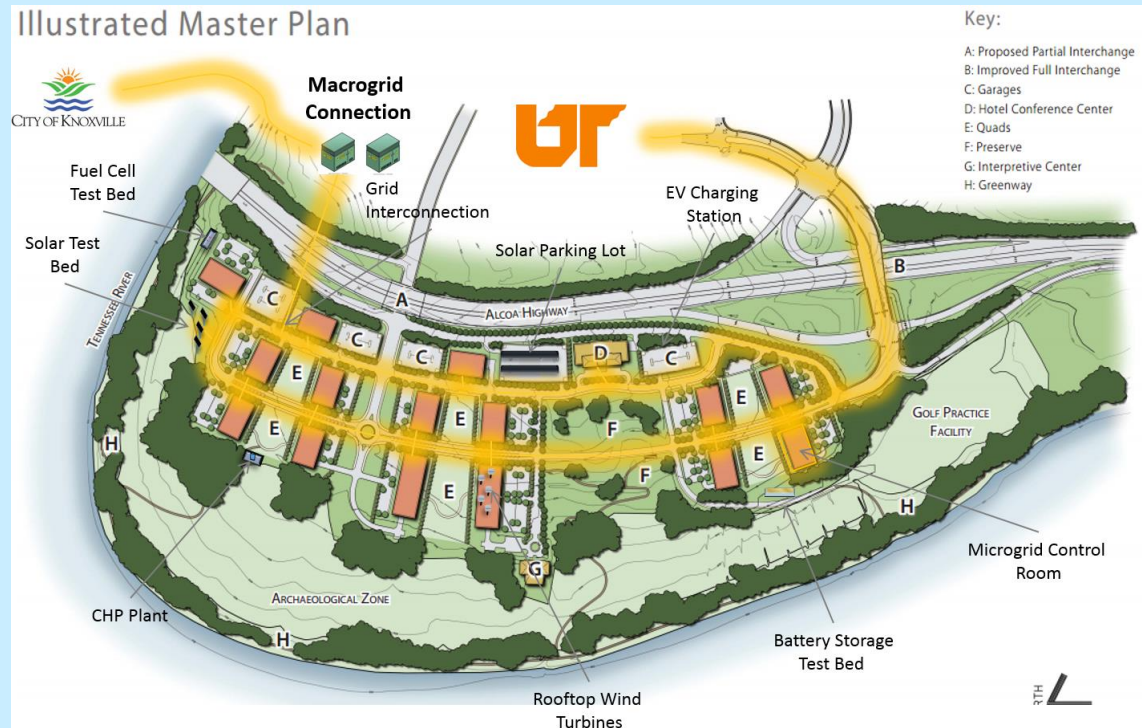 Illustrated Master Plan
Key:
A: Proposed Partial Interchange
B: Improved Full Interchange
C: Garages
D: Hotel Conference Center
E: Quads
F: Preserve
G: Interpretive Center
H: Greenway
CITY OF KNOXVILLE
Macrogrid
Connection
UT
Fuel Cell
Test Bed
Grid
Interconnection
EV Charging
Station
Solar Test
Bed
Solar Parking Lot
TENNESSEE RIVER
A
B
ALCOA HIGHWAY
C
C
C
D
C
E
E
E
E
F
F
E
E
GOLF PRACTICE
FACILITY
H
H
G
Microgrid Control
Room
CHP Plant
ARCHAEOLOGICAL ZONE
H
Battery Storage
Test Bed
Rooftop Wind
Turbines
RTH